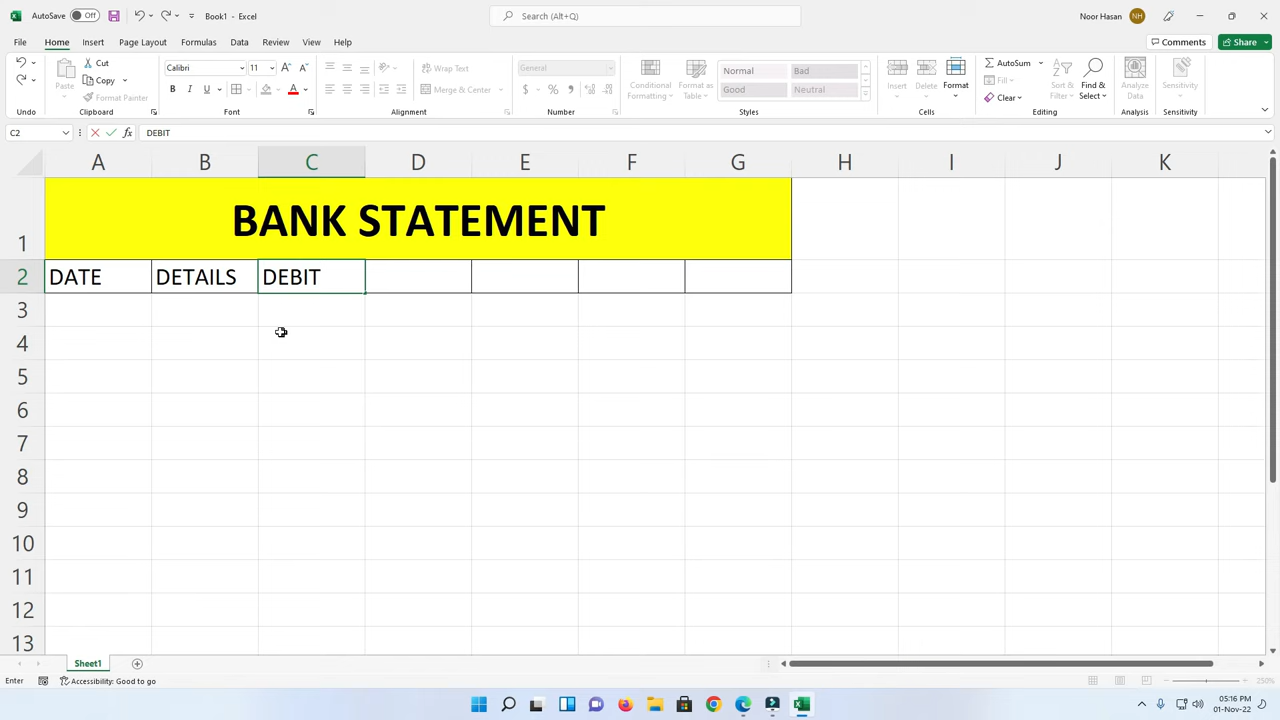 AutoSave Off Book1 - Excel Search (Alt+Q) Noor Hasan NH
File Home Insert Page Layout Formulas Data Review View Help Comments Share
Undo
Paste Cut Copy Format Painter Clipboard
Calibri 11 A A B I U A Font
Wrap Text Merge & Center Alignment
General $ % Number
Conditional Formatting Format as Table Normal Bad Good Neutral Styles
Insert Delete Format Cells
AutoSum Fill Clear Sort & Filter Find & Select Editing
Analyze Data Analysis
Sensitivity Sensitivity
C2 fx DEBIT
A B C D E F G H I J K
1 BANK STATEMENT
2 DATE DETAILS DEBIT
3
4
5
6
7
8
9
10
11
12
13
Sheet1
Enter Accessibility: Good to go 250%
05:16 PM
01-Nov-22